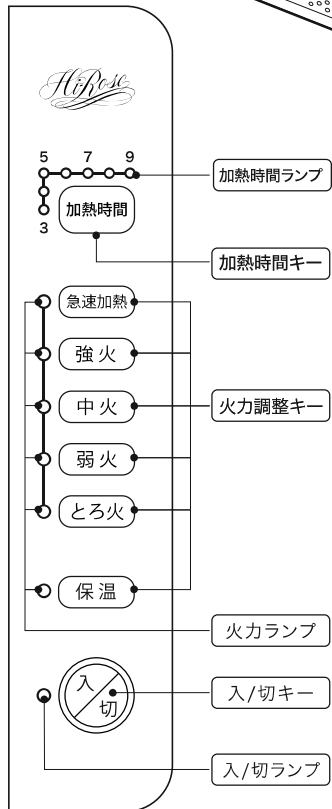 Hi-Rose
5 7 9
加熱時間ランプ
加熱時間
3
加熱時間キー
急速加熱
強火
中火
火力調整キー
弱火
とろ火
保温
火力ランプ
入
切
入/切キー
入/切ランプ